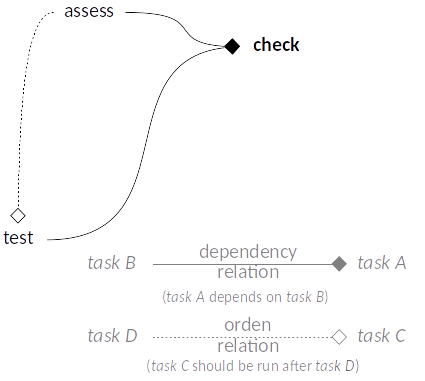 assess
check
test
dependency
task B task A
relation
(task A depends on task B)
orden
task D task C
relation
(task C should be run after task D)